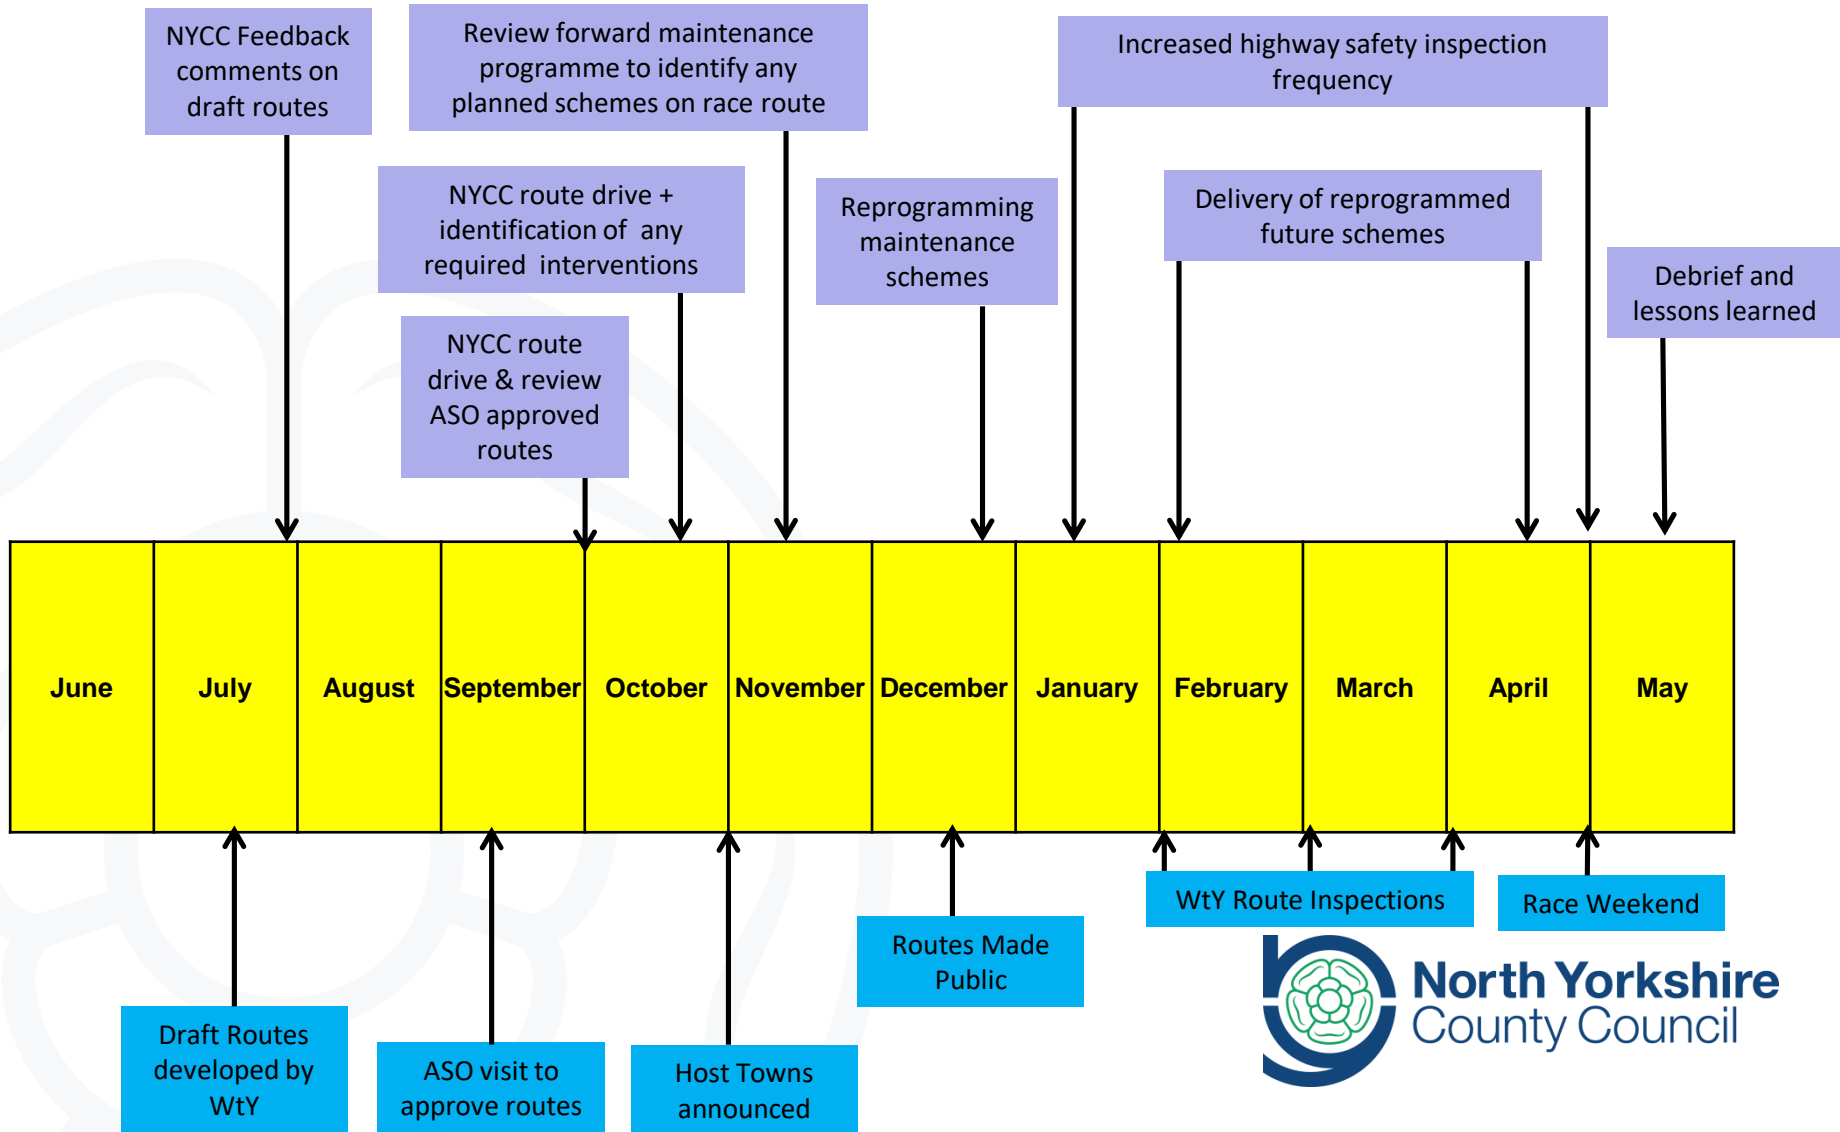 NYCC Feedback
comments on
draft routes
Review forward maintenance
programme to identify any
planned schemes on race route
Increased highway safety inspection
frequency
NYCC route drive +
identification of any
required interventions
Reprogramming
maintenance
schemes
Delivery of reprogrammed
future schemes
Debrief and
lessons learned
NYCC route
drive & review
ASO approved
routes
June July August September October November December January February March April May
WtY Route Inspections
Race Weekend
Routes Made
Public
Draft Routes
developed by
WtY
ASO visit to
approve routes
Host Towns
announced
North Yorkshire
County Council